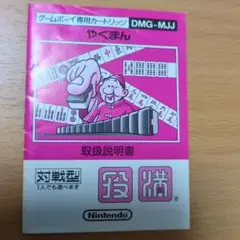 ゲームボーイ専用カートリッジ DMG-MJJ
やくまん
取扱説明書
対戦型
1人でも遊べます
役満®
Nintendo®